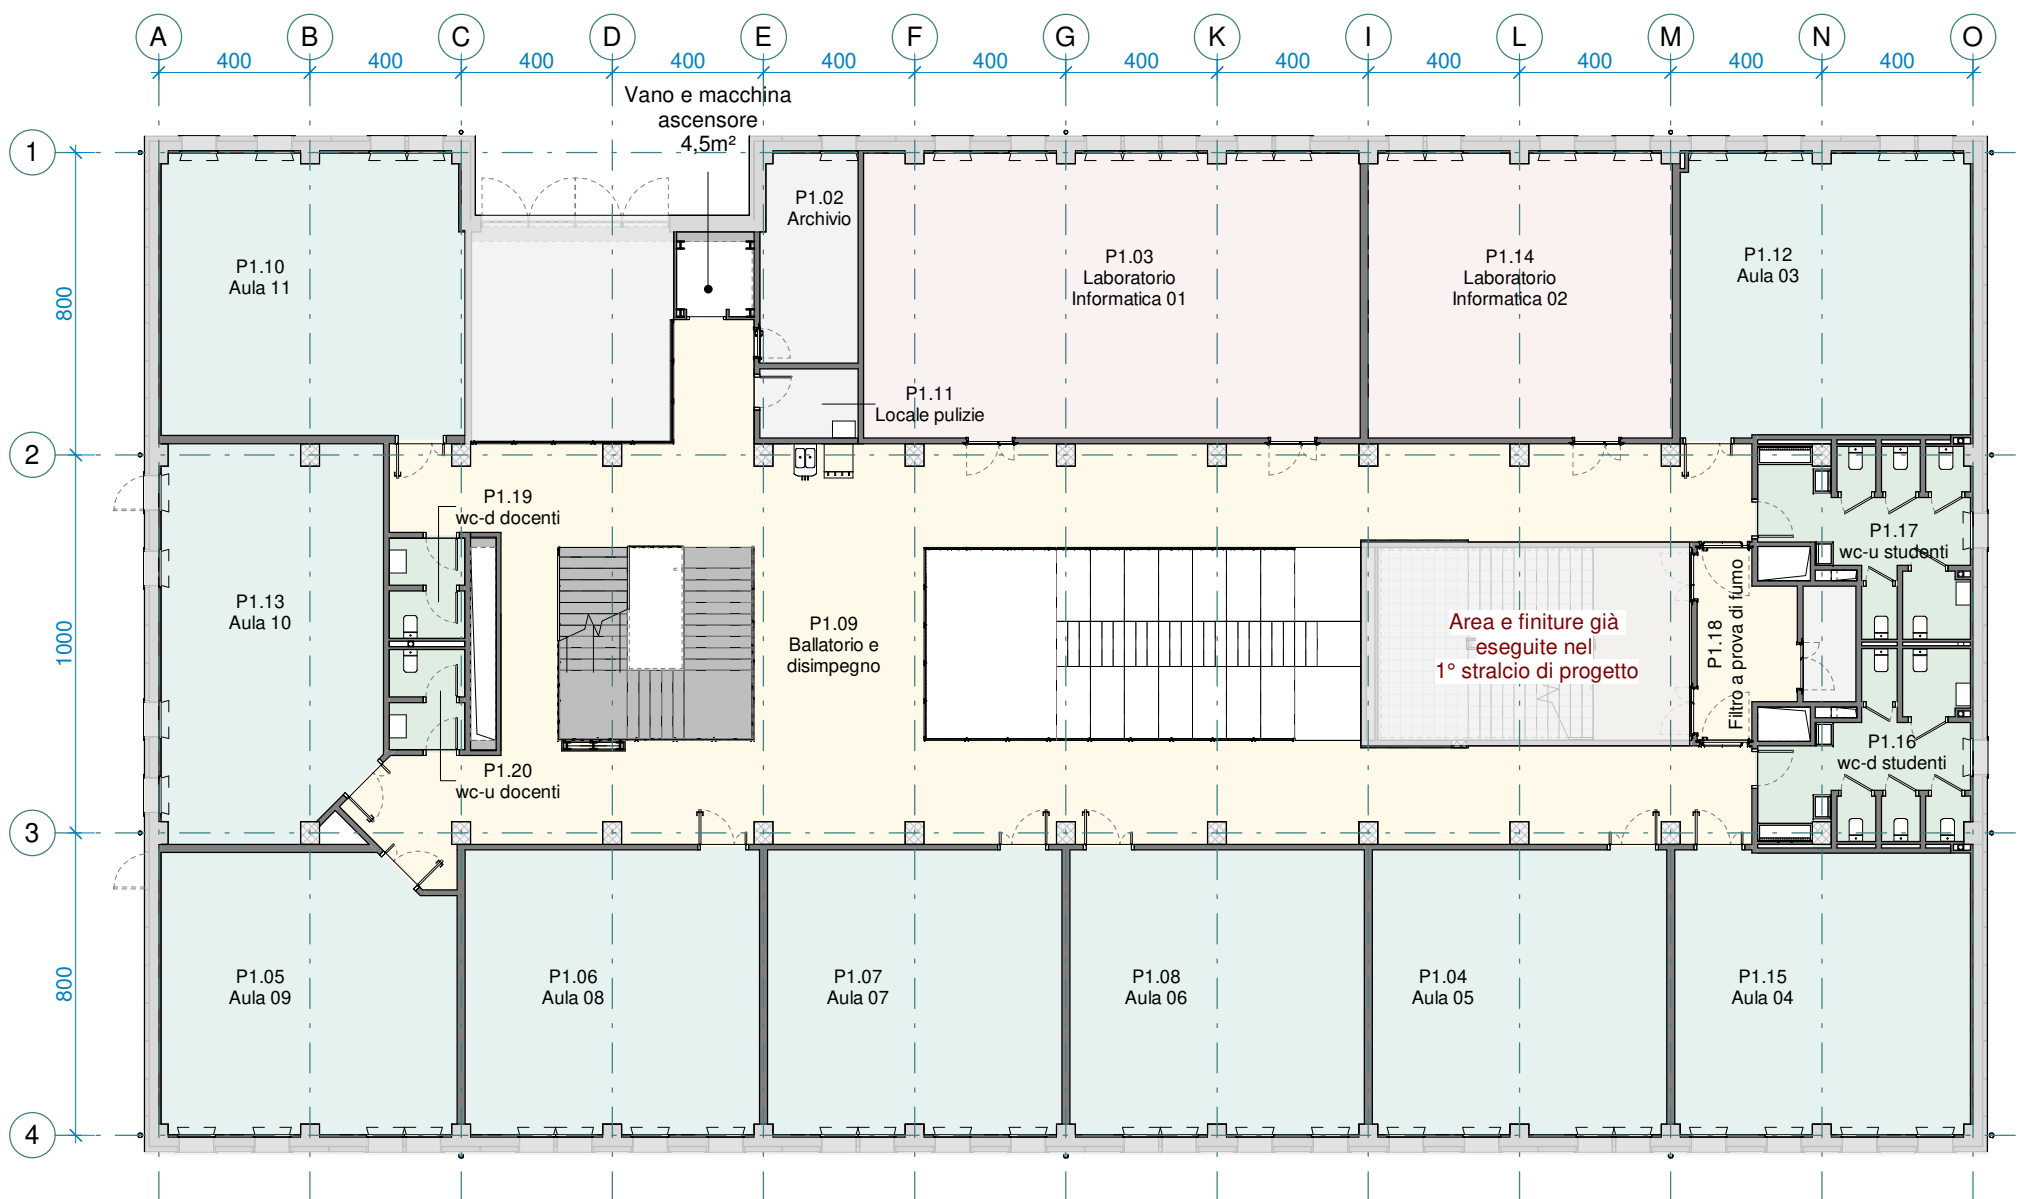 A B C D E F G K I L M N O
400 400 400 400 400 400 400 400 400 400 400 400
Vano e macchina
ascensore
4,5m²
1
P1.02
Archivio
P1.10
Aula 11
P1.03
Laboratorio
Informatica 01
P1.14
Laboratorio
Informatica 02
P1.12
Aula 03
800
P1.11
Locale pulizie
2
P1.19
wc-d docenti
P1.17
wc-u studenti
P1.13
Aula 10
P1.09
Ballatorio e
disimpegno
Area e finiture già
eseguite nel
1° stralcio di progetto
P1.18
Filtro a prova di fumo
1000
P1.16
wc-d studenti
P1.20
wc-u docenti
3
P1.05
Aula 09
P1.06
Aula 08
P1.07
Aula 07
P1.08
Aula 06
P1.04
Aula 05
P1.15
Aula 04
800
4